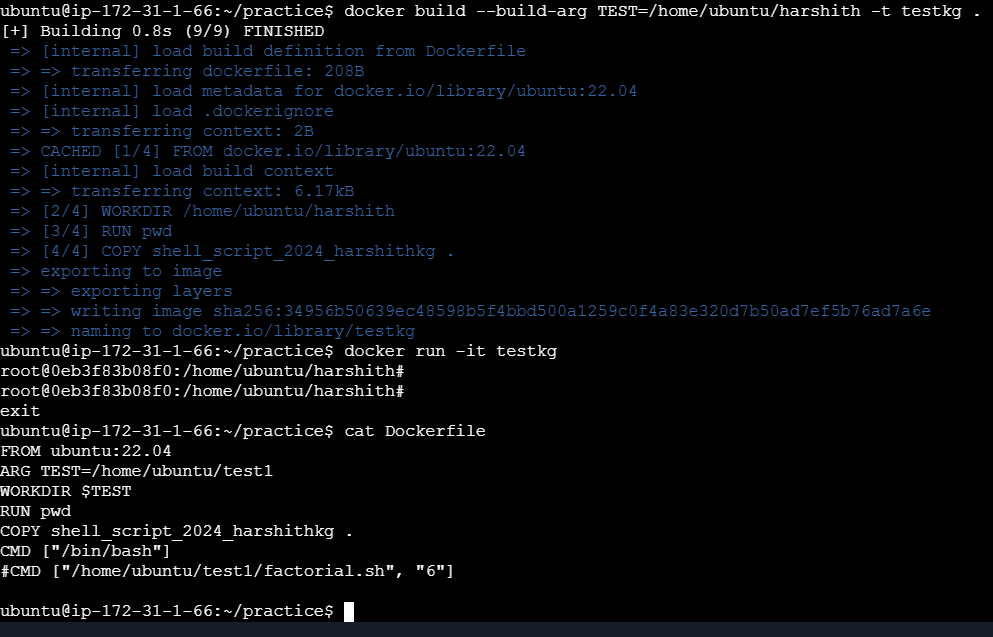 ubuntu@ip-172-31-1-66:~/practice$ docker build --build-arg TEST=/home/ubuntu/harshith -t testkg .
[+] Building 0.8s (9/9) FINISHED
=> [internal] load build definition from Dockerfile
=> => transferring dockerfile: 208B
=> [internal] load metadata for docker.io/library/ubuntu:22.04
=> [internal] load .dockerignore
=> => transferring context: 2B
=> CACHED [1/4] FROM docker.io/library/ubuntu:22.04
=> [internal] load build context
=> => transferring context: 6.17kB
=> [2/4] WORKDIR /home/ubuntu/harshith
=> [3/4] RUN pwd
=> [4/4] COPY shell_script_2024_harshithkg .
=> exporting to image
=> => exporting layers
=> => writing image sha256:34956b50639ec48598b5f4bbd500a1259c0f4a83e320d7b50ad7ef5b76ad7a6e
=> => naming to docker.io/library/testkg
ubuntu@ip-172-31-1-66:~/practice$ docker run -it testkg
root@0eb3f83b08f0:/home/ubuntu/harshith#
root@0eb3f83b08f0:/home/ubuntu/harshith#
exit
ubuntu@ip-172-31-1-66:~/practice$ cat Dockerfile
FROM ubuntu:22.04
ARG TEST=/home/ubuntu/test1
WORKDIR $TEST
RUN pwd
COPY shell_script_2024_harshithkg .
CMD ["/bin/bash"]
#CMD ["/home/ubuntu/test1/factorial.sh", "6"]
ubuntu@ip-172-31-1-66:~/practice$